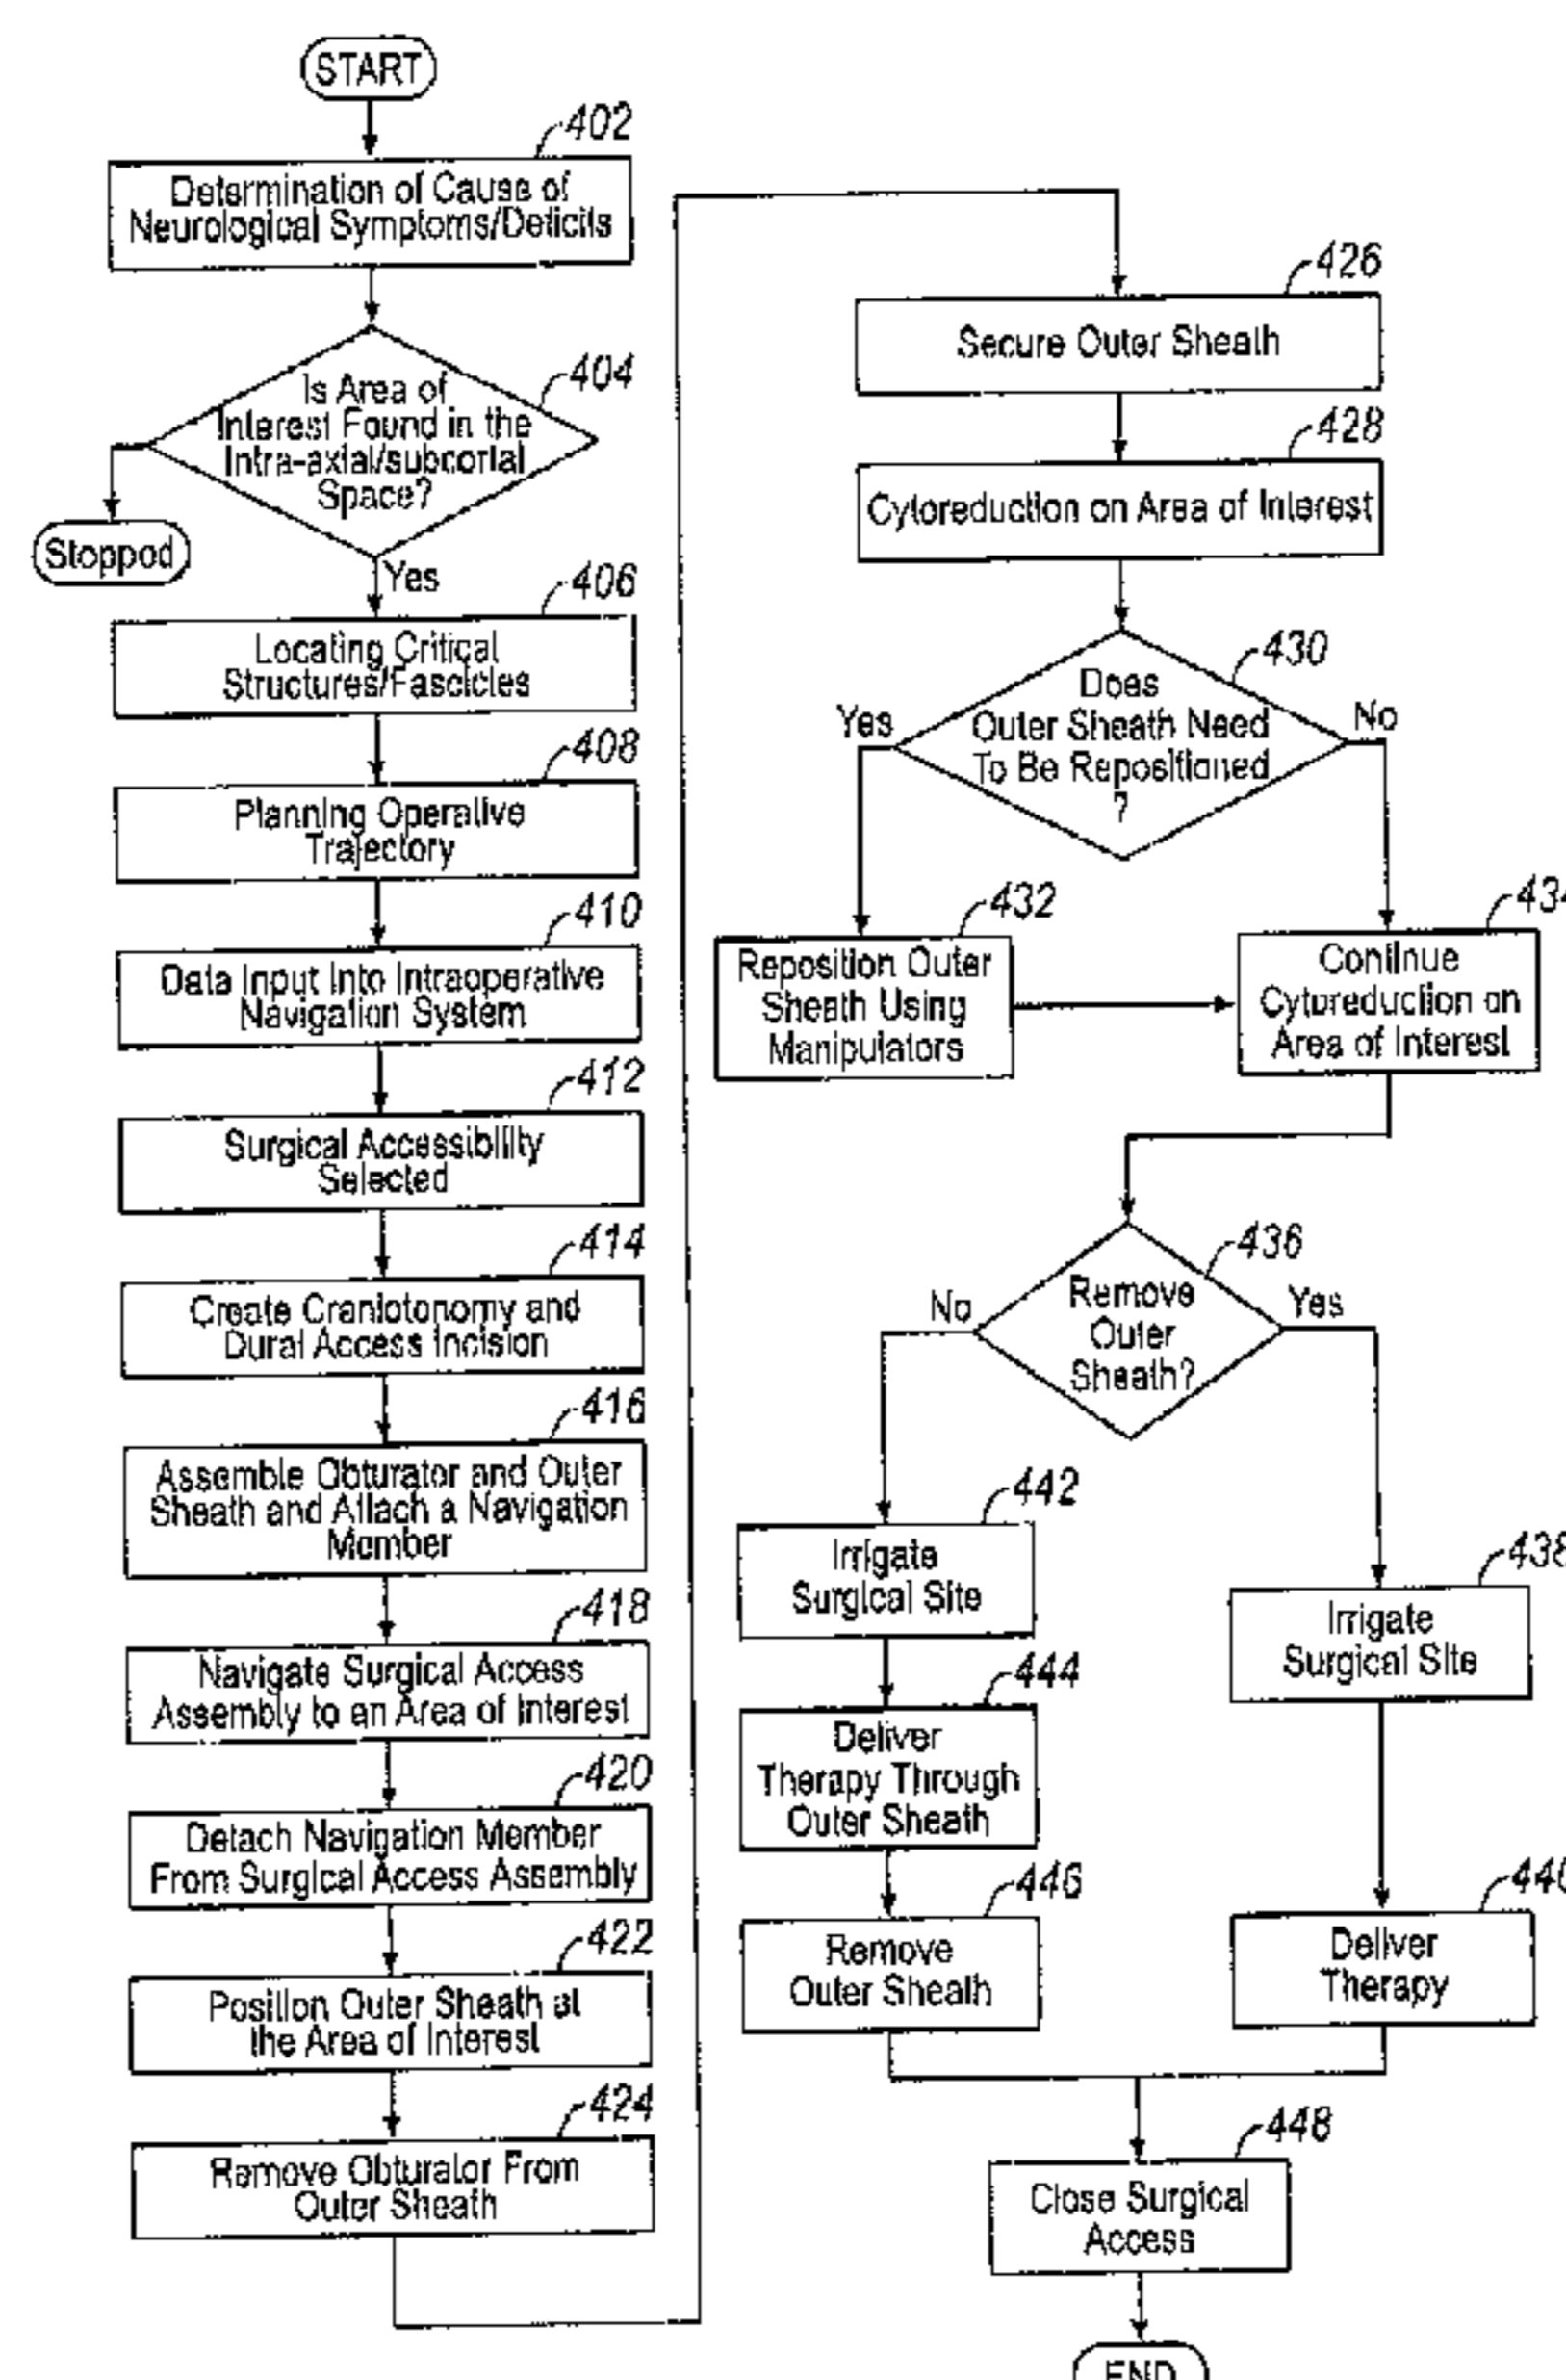 START
402
Determination of Cause of
Neurological Symptoms/Deficits
404
Is Area of
Interest Found in the
Intra-axial/subcortial
Space?
Stopped
Yes
406
Locating Critical
Structures/Fascicles
408
Planning Operative
Trajectory
410
Data Input Into Intraoperative
Navigation System
412
Surgical Accessibility
Selected
414
Create Craniotonomy and
Dural Access Incision
416
Assemble Obturator and Outer
Sheath and Attach a Navigation
Member
418
Navigate Surgical Access
Assembly to an Area of Interest
420
Detach Navigation Member
From Surgical Access Assembly
422
Position Outer Sheath at
the Area of Interest
424
Remove Obturator From
Outer Sheath
426
Secure Outer Sheath
428
Cytoreduction on Area of Interest
430
Does
Outer Sheath Need
To Be Repositioned
?
Yes
No
432
Reposition Outer
Sheath Using
Manipulators
434
Continue
Cytoreduction on
Area of Interest
436
Remove
Outer
Sheath?
No
Yes
442
Irrigate
Surgical Site
444
Deliver
Therapy Through
Outer Sheath
446
Remove
Outer Sheath
438
Irrigate
Surgical Site
440
Deliver
Therapy
448
Close Surgical
Access
END